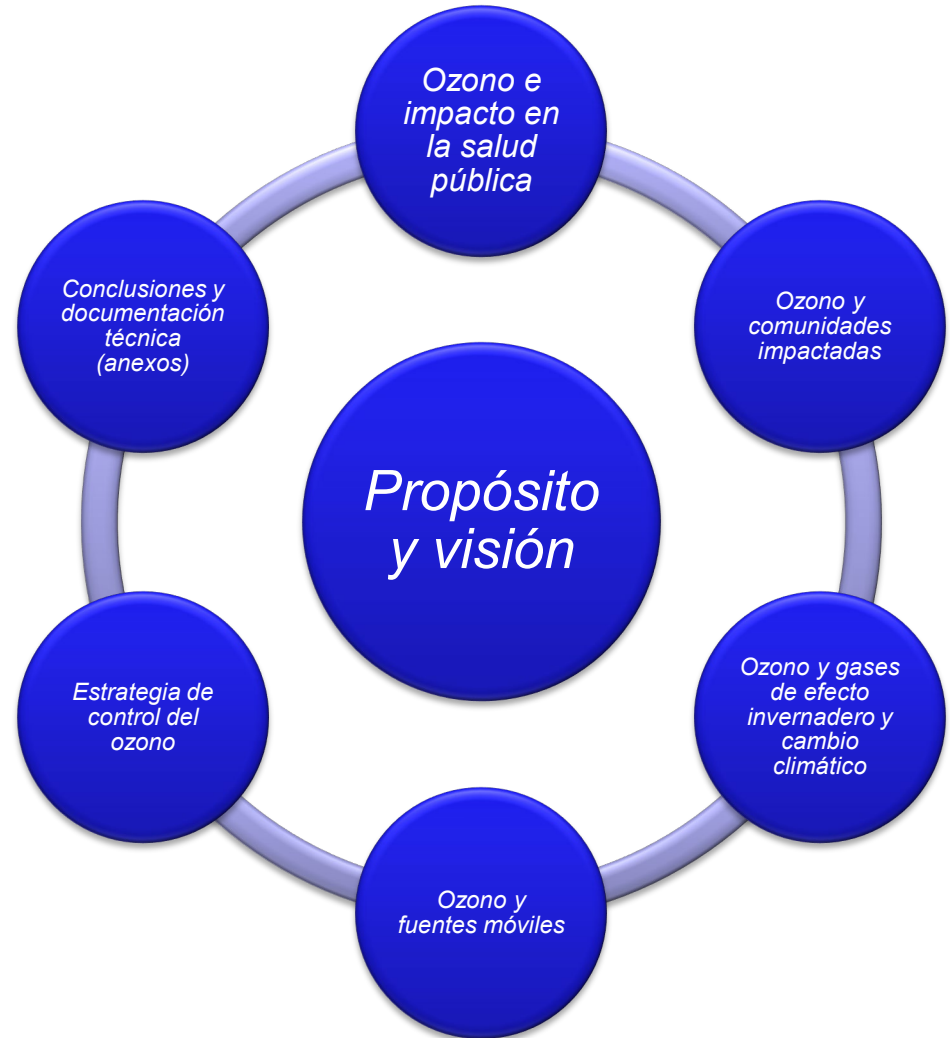 Ozono e
impacto en
la salud
pública
Ozono y
comunidades
impactadas
Ozono y gases
de efecto
invernadero y
cambio
climático
Ozono y
fuentes móviles
Estrategia de
control del
ozono
Conclusiones y
documentación
técnica
(anexos)
Propósito
y visión